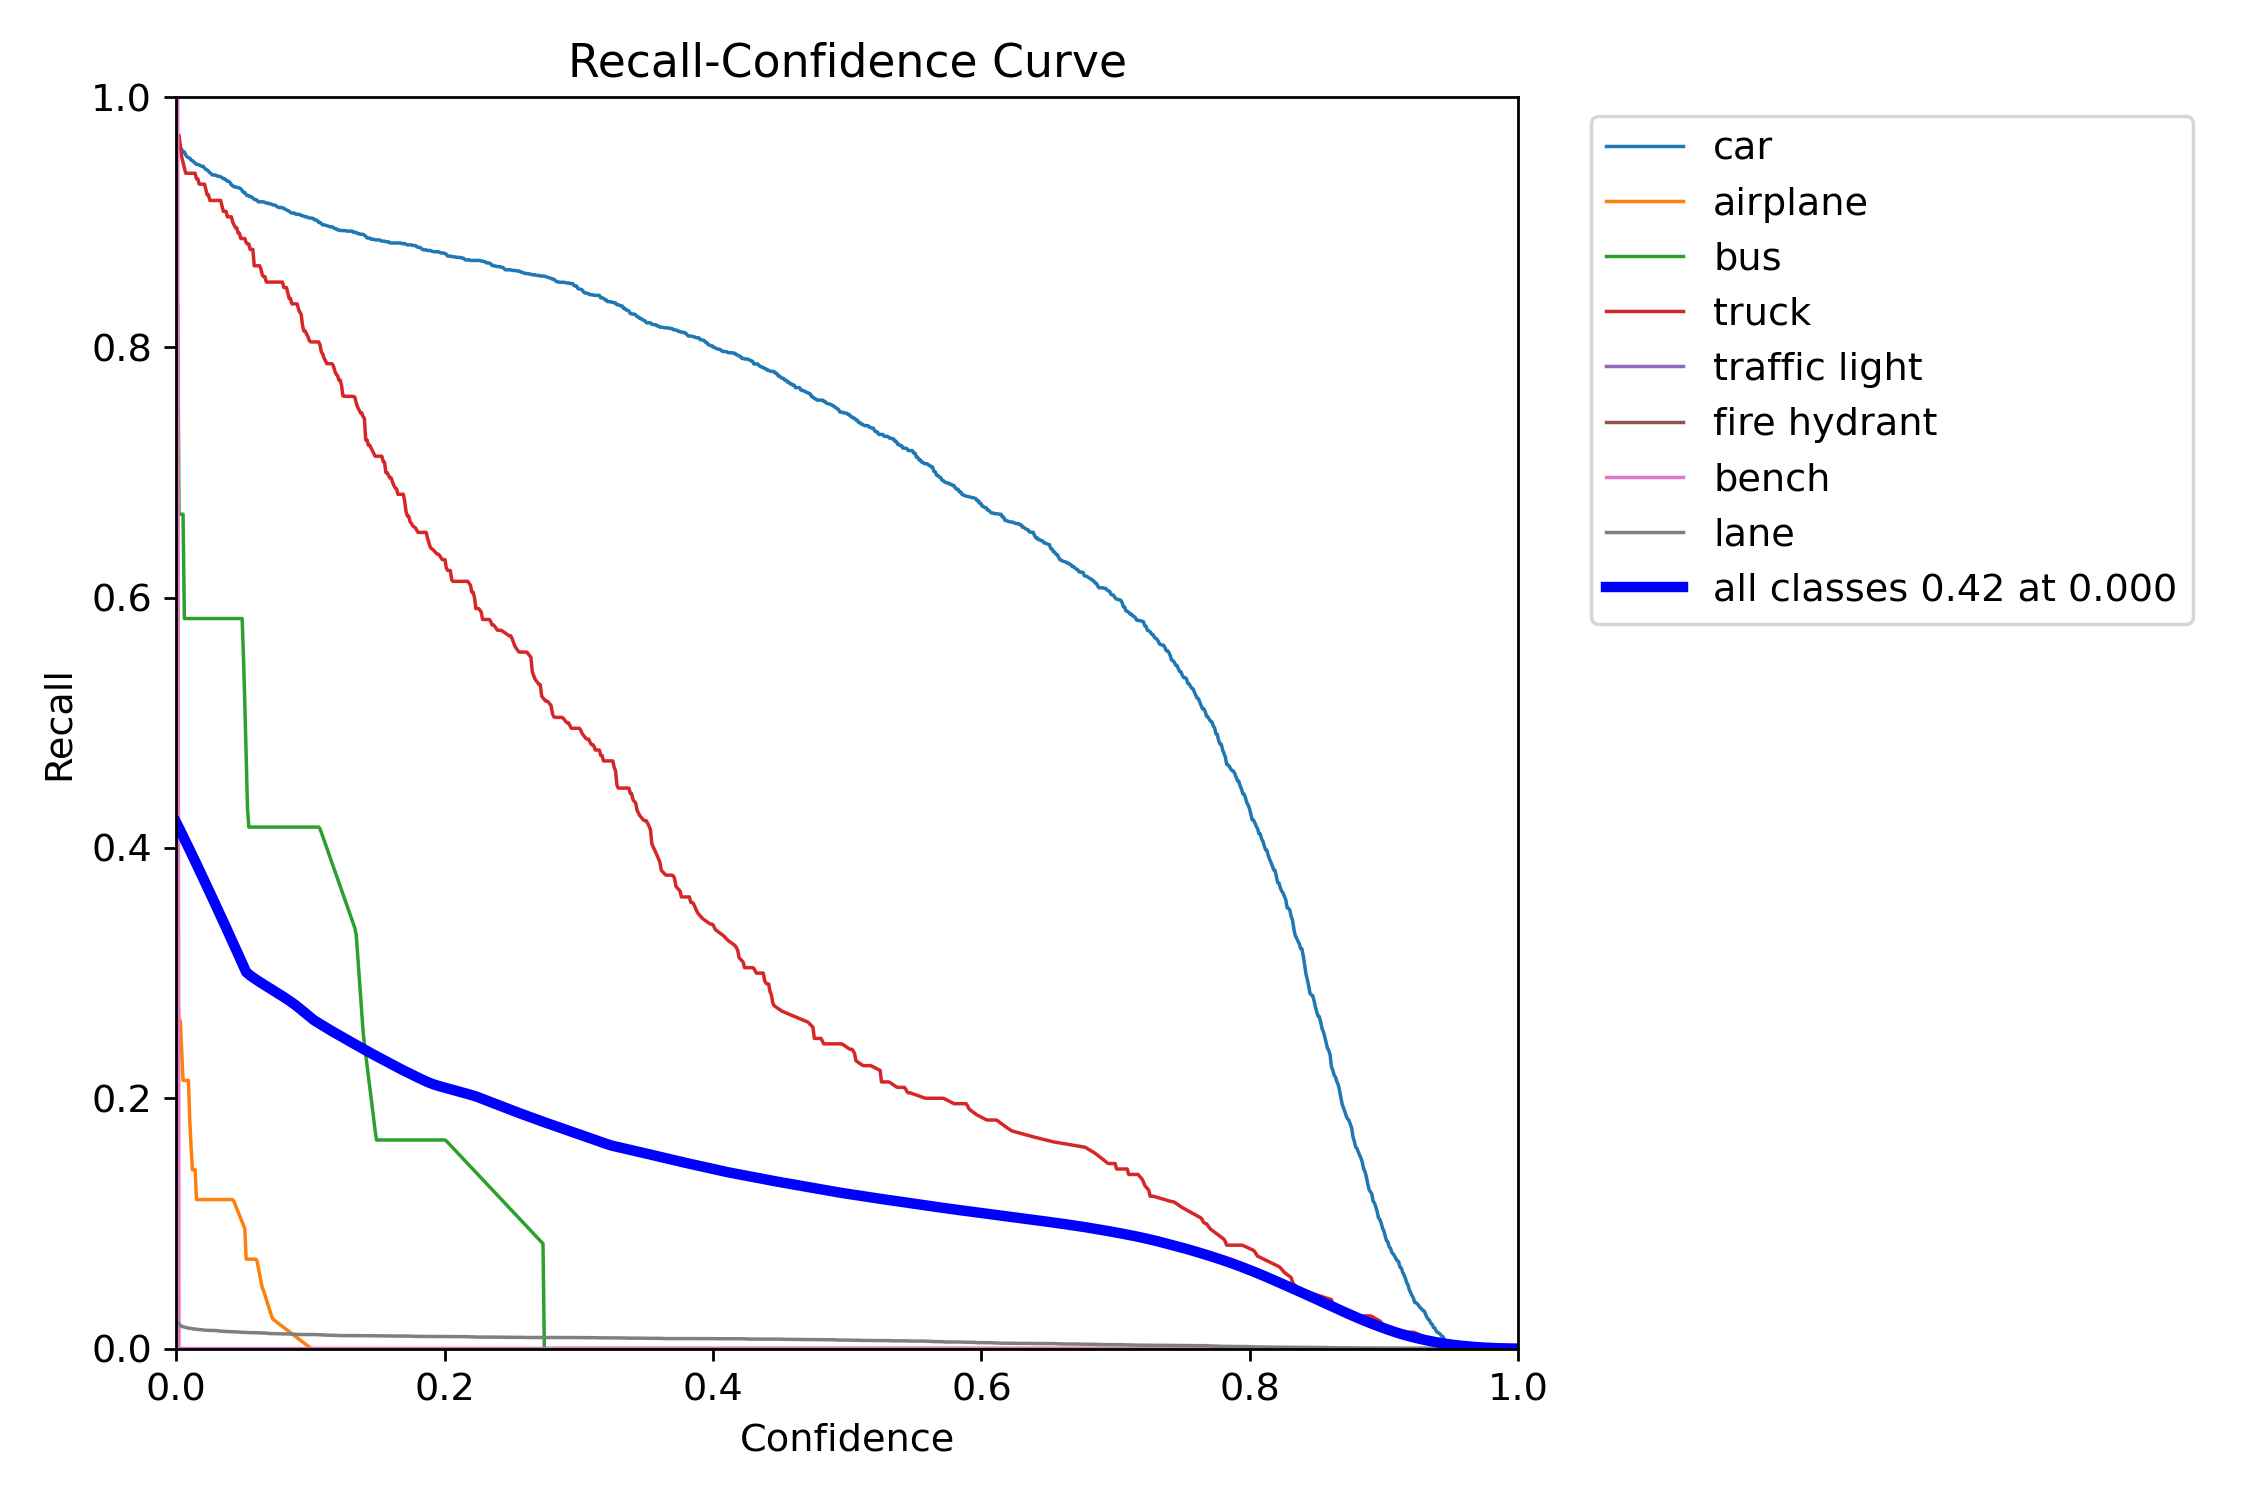 Recall-Confidence Curve
1.0
0.8
0.6
0.4
0.2
0.0
Recall
0.0 0.2 0.4 0.6 0.8 1.0
Confidence
car
airplane
bus
truck
traffic light
fire hydrant
bench
lane
all classes 0.42 at 0.000